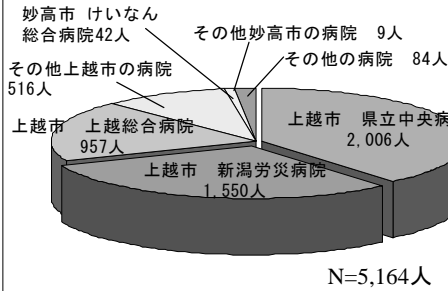 妙高市 けいなん
総合病院42人
その他妙高市の病院 9人
その他の病院 84人
その他上越市の病院
516人
上越市 上越総合病院
957人
上越市 県立中央病
2,006人
上越市 新潟労災病院
1,550人
N=5,164人